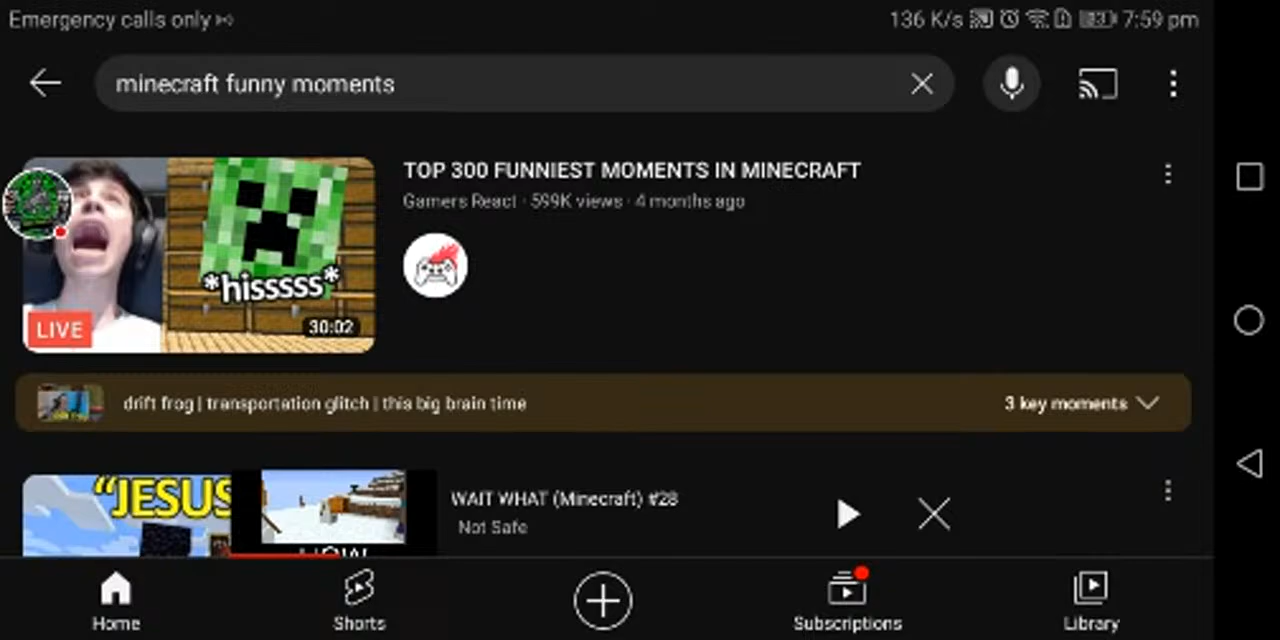 Emergency calls only
136 K/s 7:59 pm
minecraft funny moments
TOP 300 FUNNIEST MOMENTS IN MINECRAFT
Gamers React · 599K views · 4 months ago
*hisssss*
LIVE
30:02
drift frog | transportation glitch | this big brain time
3 key moments
"JESUS
WAIT WHAT (Minecraft) #28
Not Safe
Home
Shorts
Subscriptions
Library